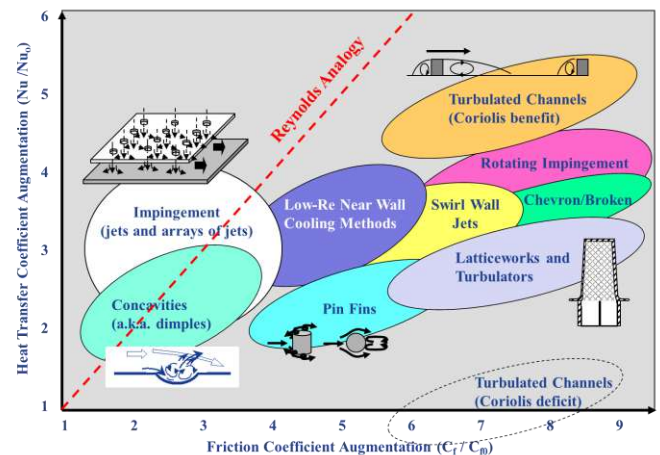 6
5
4
3
2
1
Heat Transfer Coefficient Augmentation (Nu /Nuo)
Reynolds Analogy
Turbulated Channels
(Coriolis benefit)
Rotating Impingement
Chevron/Broken
Low-Re Near Wall
Cooling Methods
Swirl Wall
Jets
Impingement
(jets and arrays of jets)
Latticeworks and
Turbulators
Concavities
(a.k.a. dimples)
Pin Fins
Turbulated Channels
(Coriolis deficit)
1 2 3 4 5 6 7 8 9
Friction Coefficient Augmentation (Cf / Cf0)